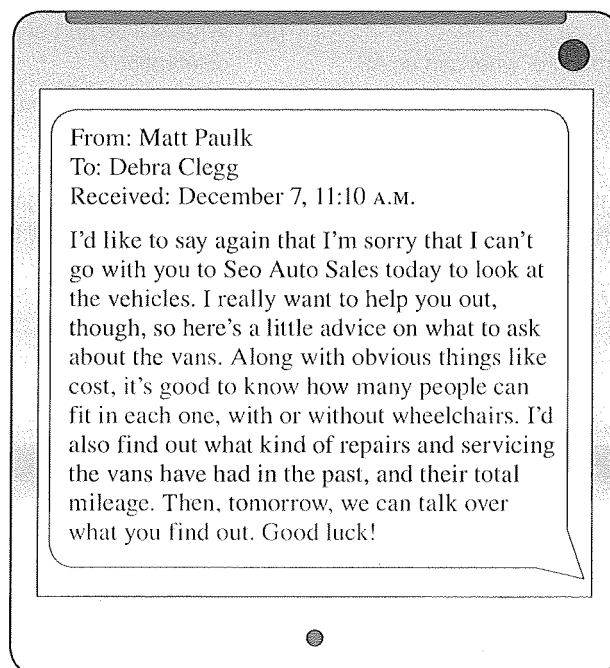 From: Matt Paulk
To: Debra Clegg
Received: December 7, 11:10 A.M.
I'd like to say again that I'm sorry that I can't
go with you to Seo Auto Sales today to look at
the vehicles. I really want to help you out,
though, so here's a little advice on what to ask
about the vans. Along with obvious things like
cost, it's good to know how many people can
fit in each one, with or without wheelchairs. I'd
also find out what kind of repairs and servicing
the vans have had in the past, and their total
mileage. Then, tomorrow, we can talk over
what you find out. Good luck!